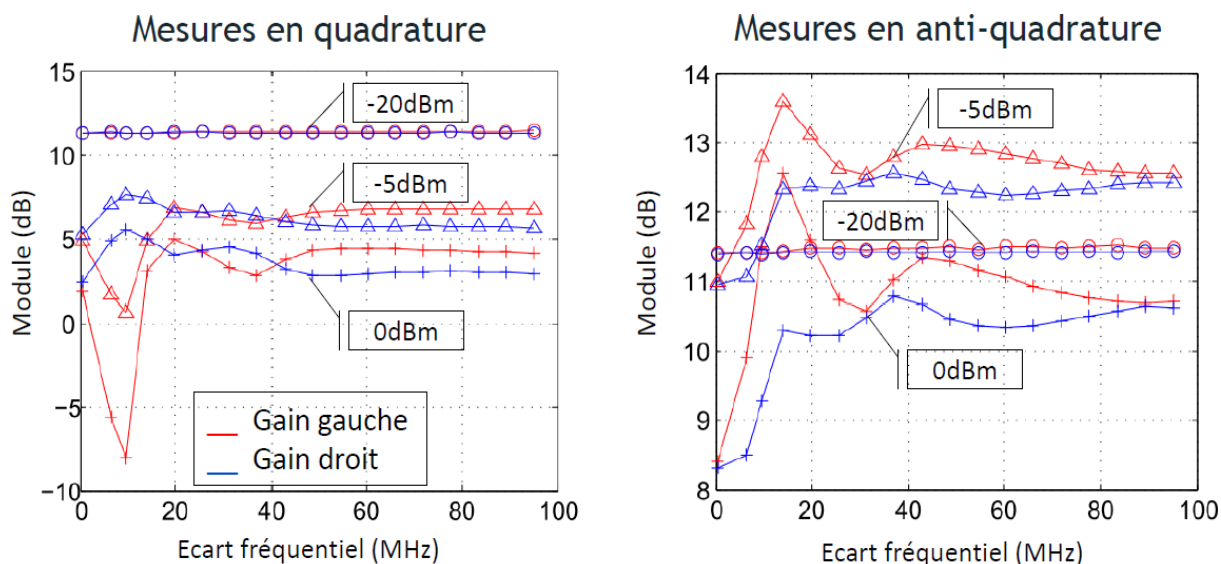 Mesures en quadrature
15
10
5
0
−5
−10
Module (dB)
-20dBm
-5dBm
0dBm
Gain gauche
Gain droit
0
20
40
60
80
100
Ecart fréquentiel (MHz)
Mesures en anti-quadrature
14
13
12
11
10
9
8
Module (dB)
-5dBm
-20dBm
0dBm
0
20
40
60
80
100
Ecart fréquentiel (MHz)